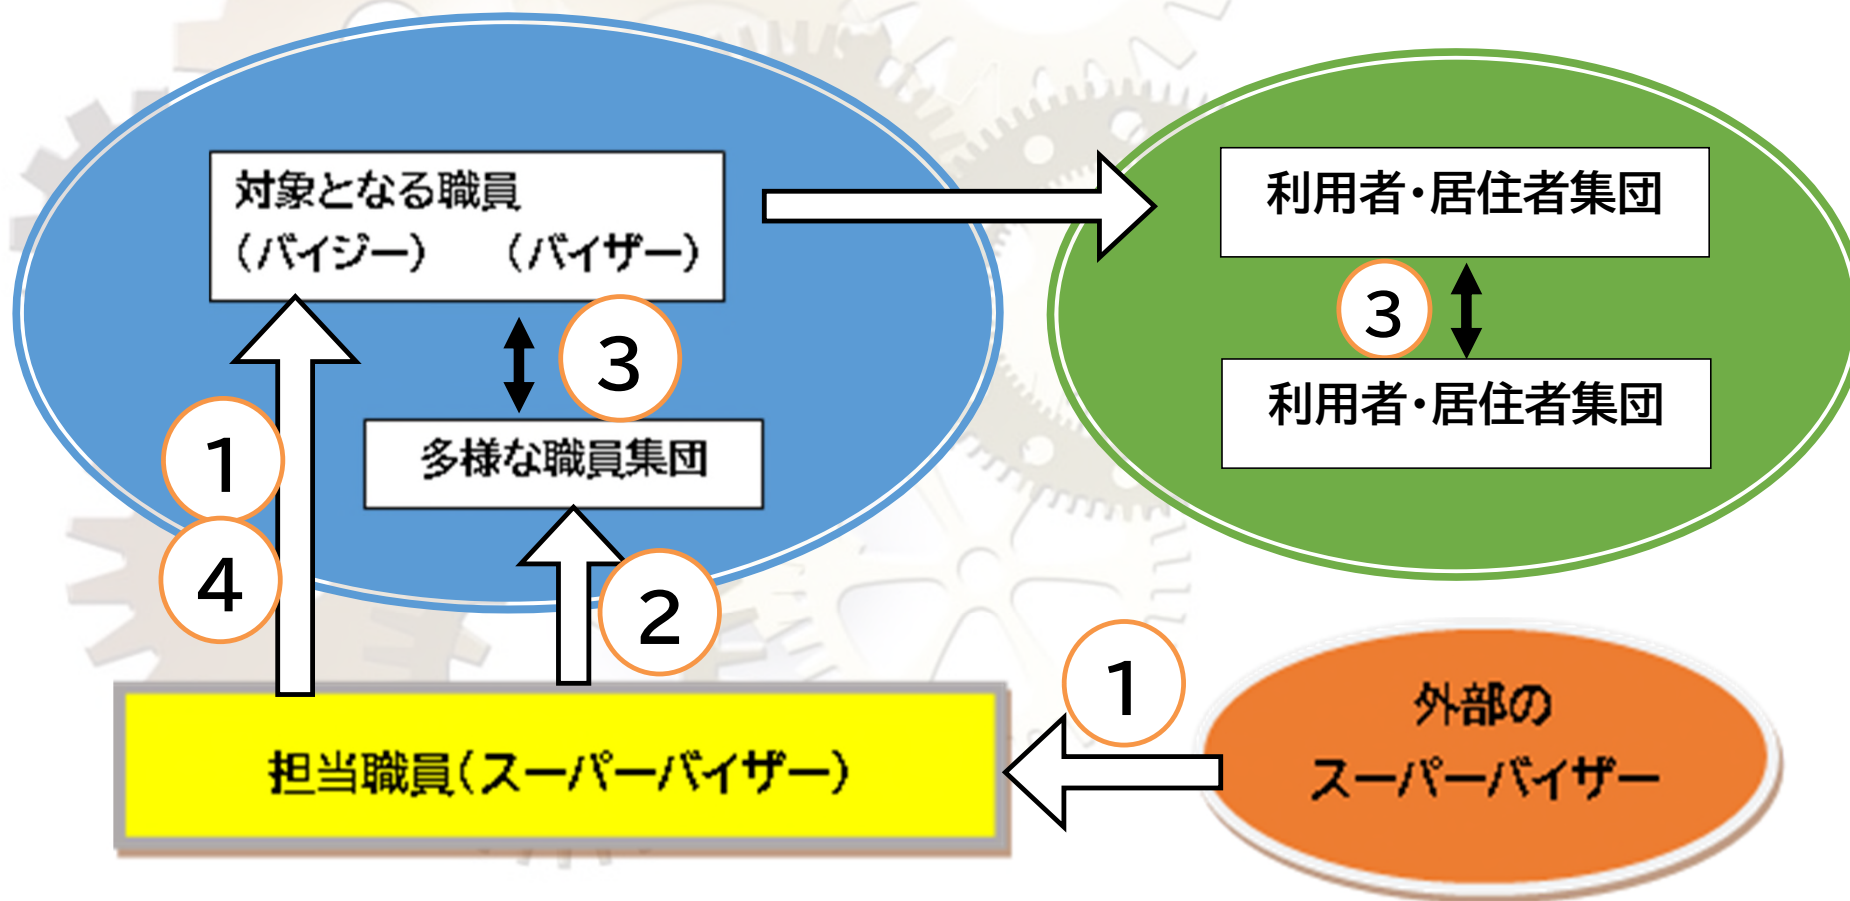 対象となる職員
（バイジー）　（バイザー）
3
多様な職員集団
1
4
2
利用者・居住者集団
3
利用者・居住者集団
担当職員（スーパーバイザー）
1
外部の
スーパーバイザー